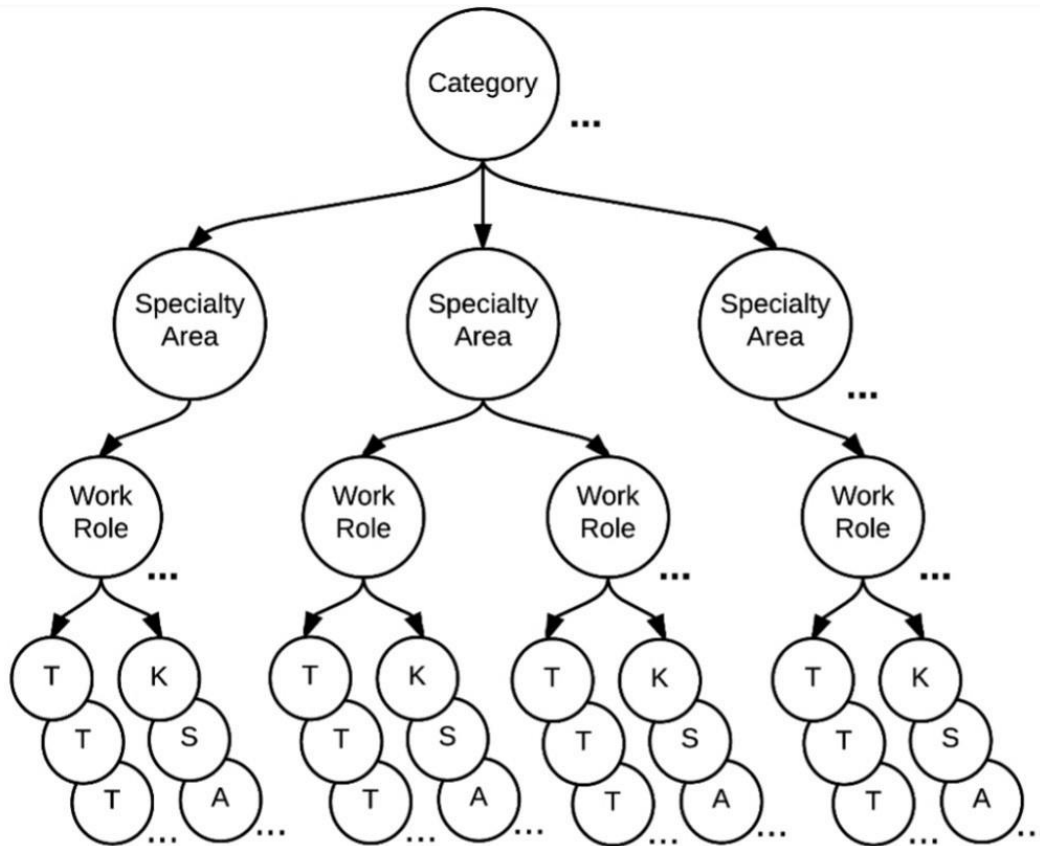 Category
...
Specialty
Area
Specialty
Area
Specialty
Area
...
Work
Role
...
Work
Role
Work
Role
...
Work
Role
...
T K T K T K T K
T S T S T S T S
T ... A ... T ... A ... T ... A ... T ... A ...